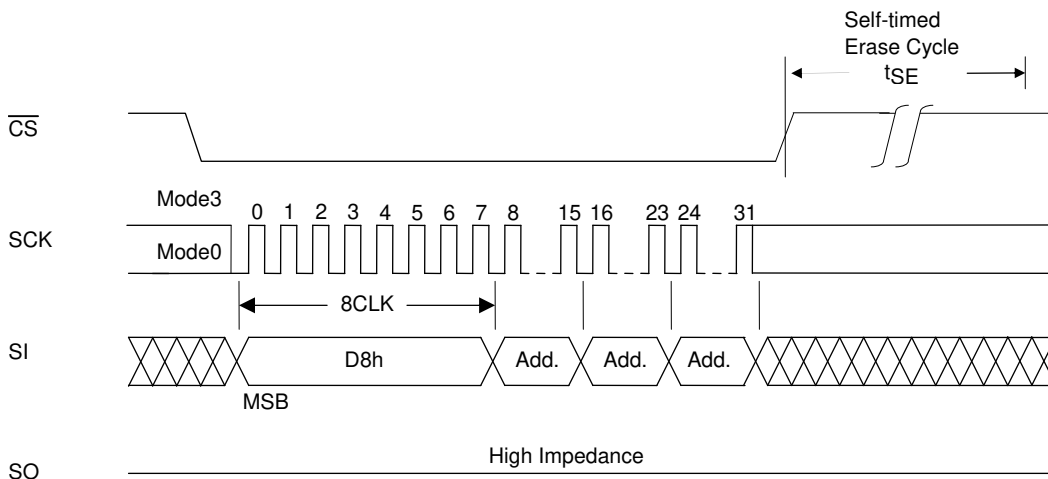 Self-timed
Erase Cycle
tSE
CS
Mode3
0 1 2 3 4 5 6 7 8 15 16 23 24 31
SCK
Mode0
8CLK
SI
D8h Add. Add. Add.
MSB
High Impedance
SO